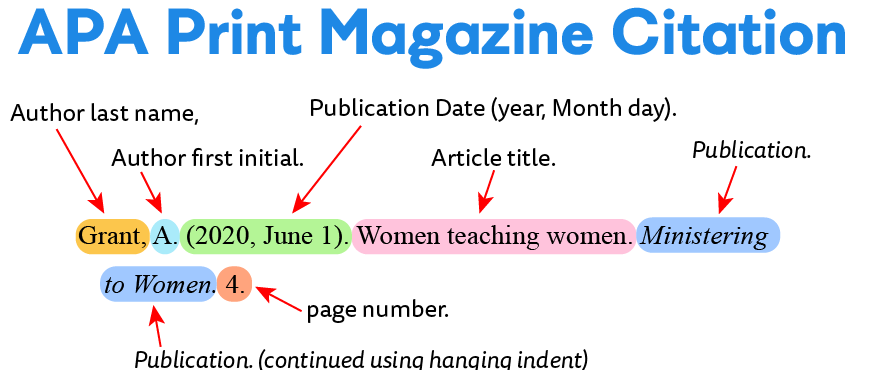 APA Print Magazine Citation
Author last name,
Publication Date (year, Month day).
Author first initial.
Article title.
Publication.
Grant, A. (2020, June 1). Women teaching women. Ministering
to Women. 4.
page number.
Publication. (continued using hanging indent)